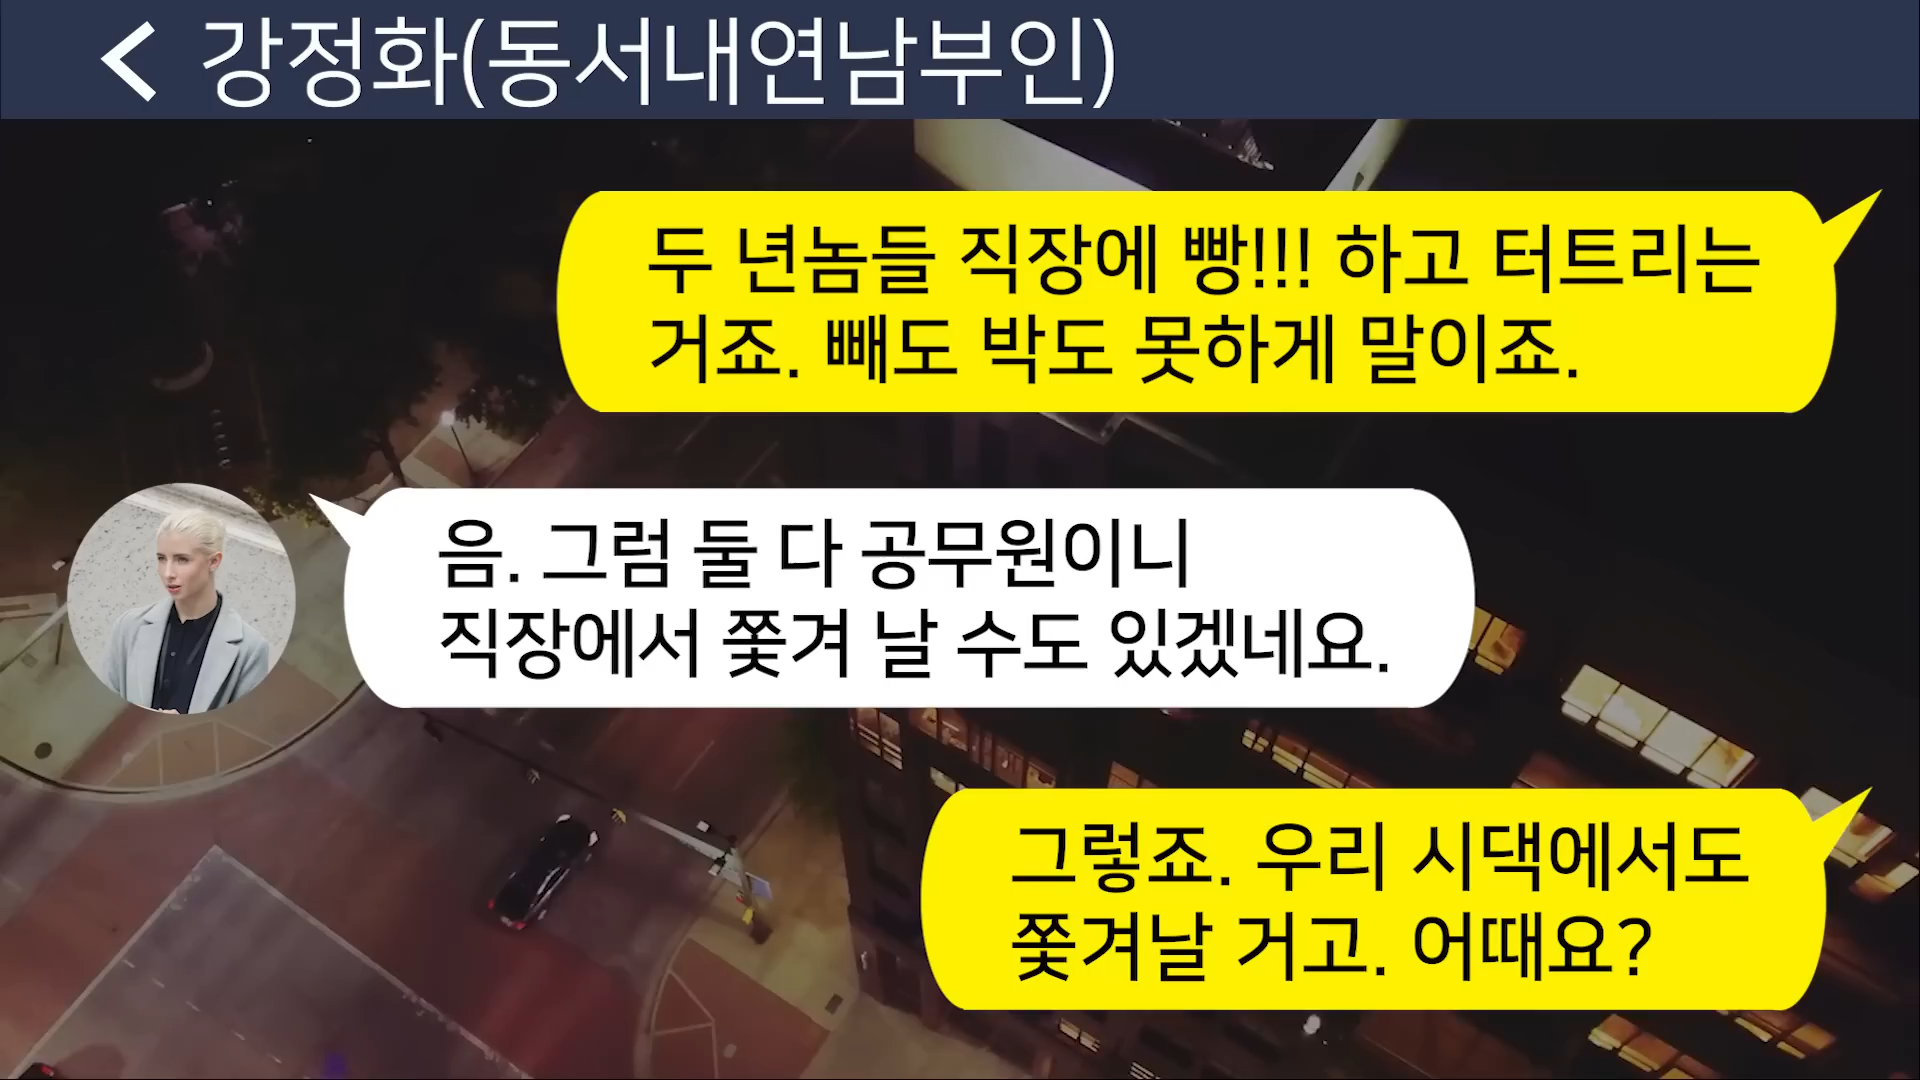 강정화(동서내연남부인)
두 년놈들 직장에 빵!!! 하고 터트리는
거죠. 빼도 박도 못하게 말이죠.
음. 그럼 둘 다 공무원이니
직장에서 쫓겨 날 수도 있겠네요.
그렇죠. 우리 시댁에서도
쫓겨날 거고. 어때요?